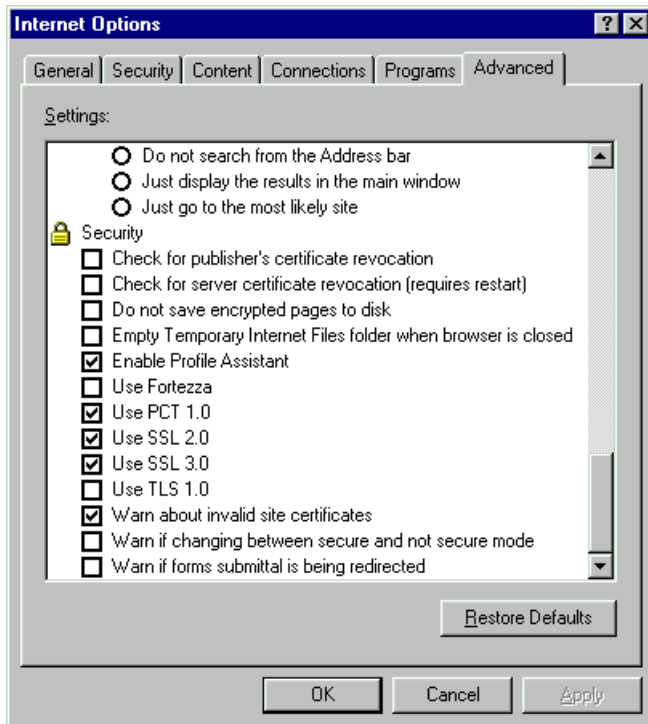 Internet Options
General Security Content Connections Programs Advanced
Settings:
Do not search from the Address bar
Just display the results in the main window
Just go to the most likely site
Security
Check for publisher's certificate revocation
Check for server certificate revocation (requires restart)
Do not save encrypted pages to disk
Empty Temporary Internet Files folder when browser is closed
Enable Profile Assistant
Use Fortezza
Use PCT 1.0
Use SSL 2.0
Use SSL 3.0
Use TLS 1.0
Warn about invalid site certificates
Warn if changing between secure and not secure mode
Warn if forms submittal is being redirected
Restore Defaults
OK Cancel Apply